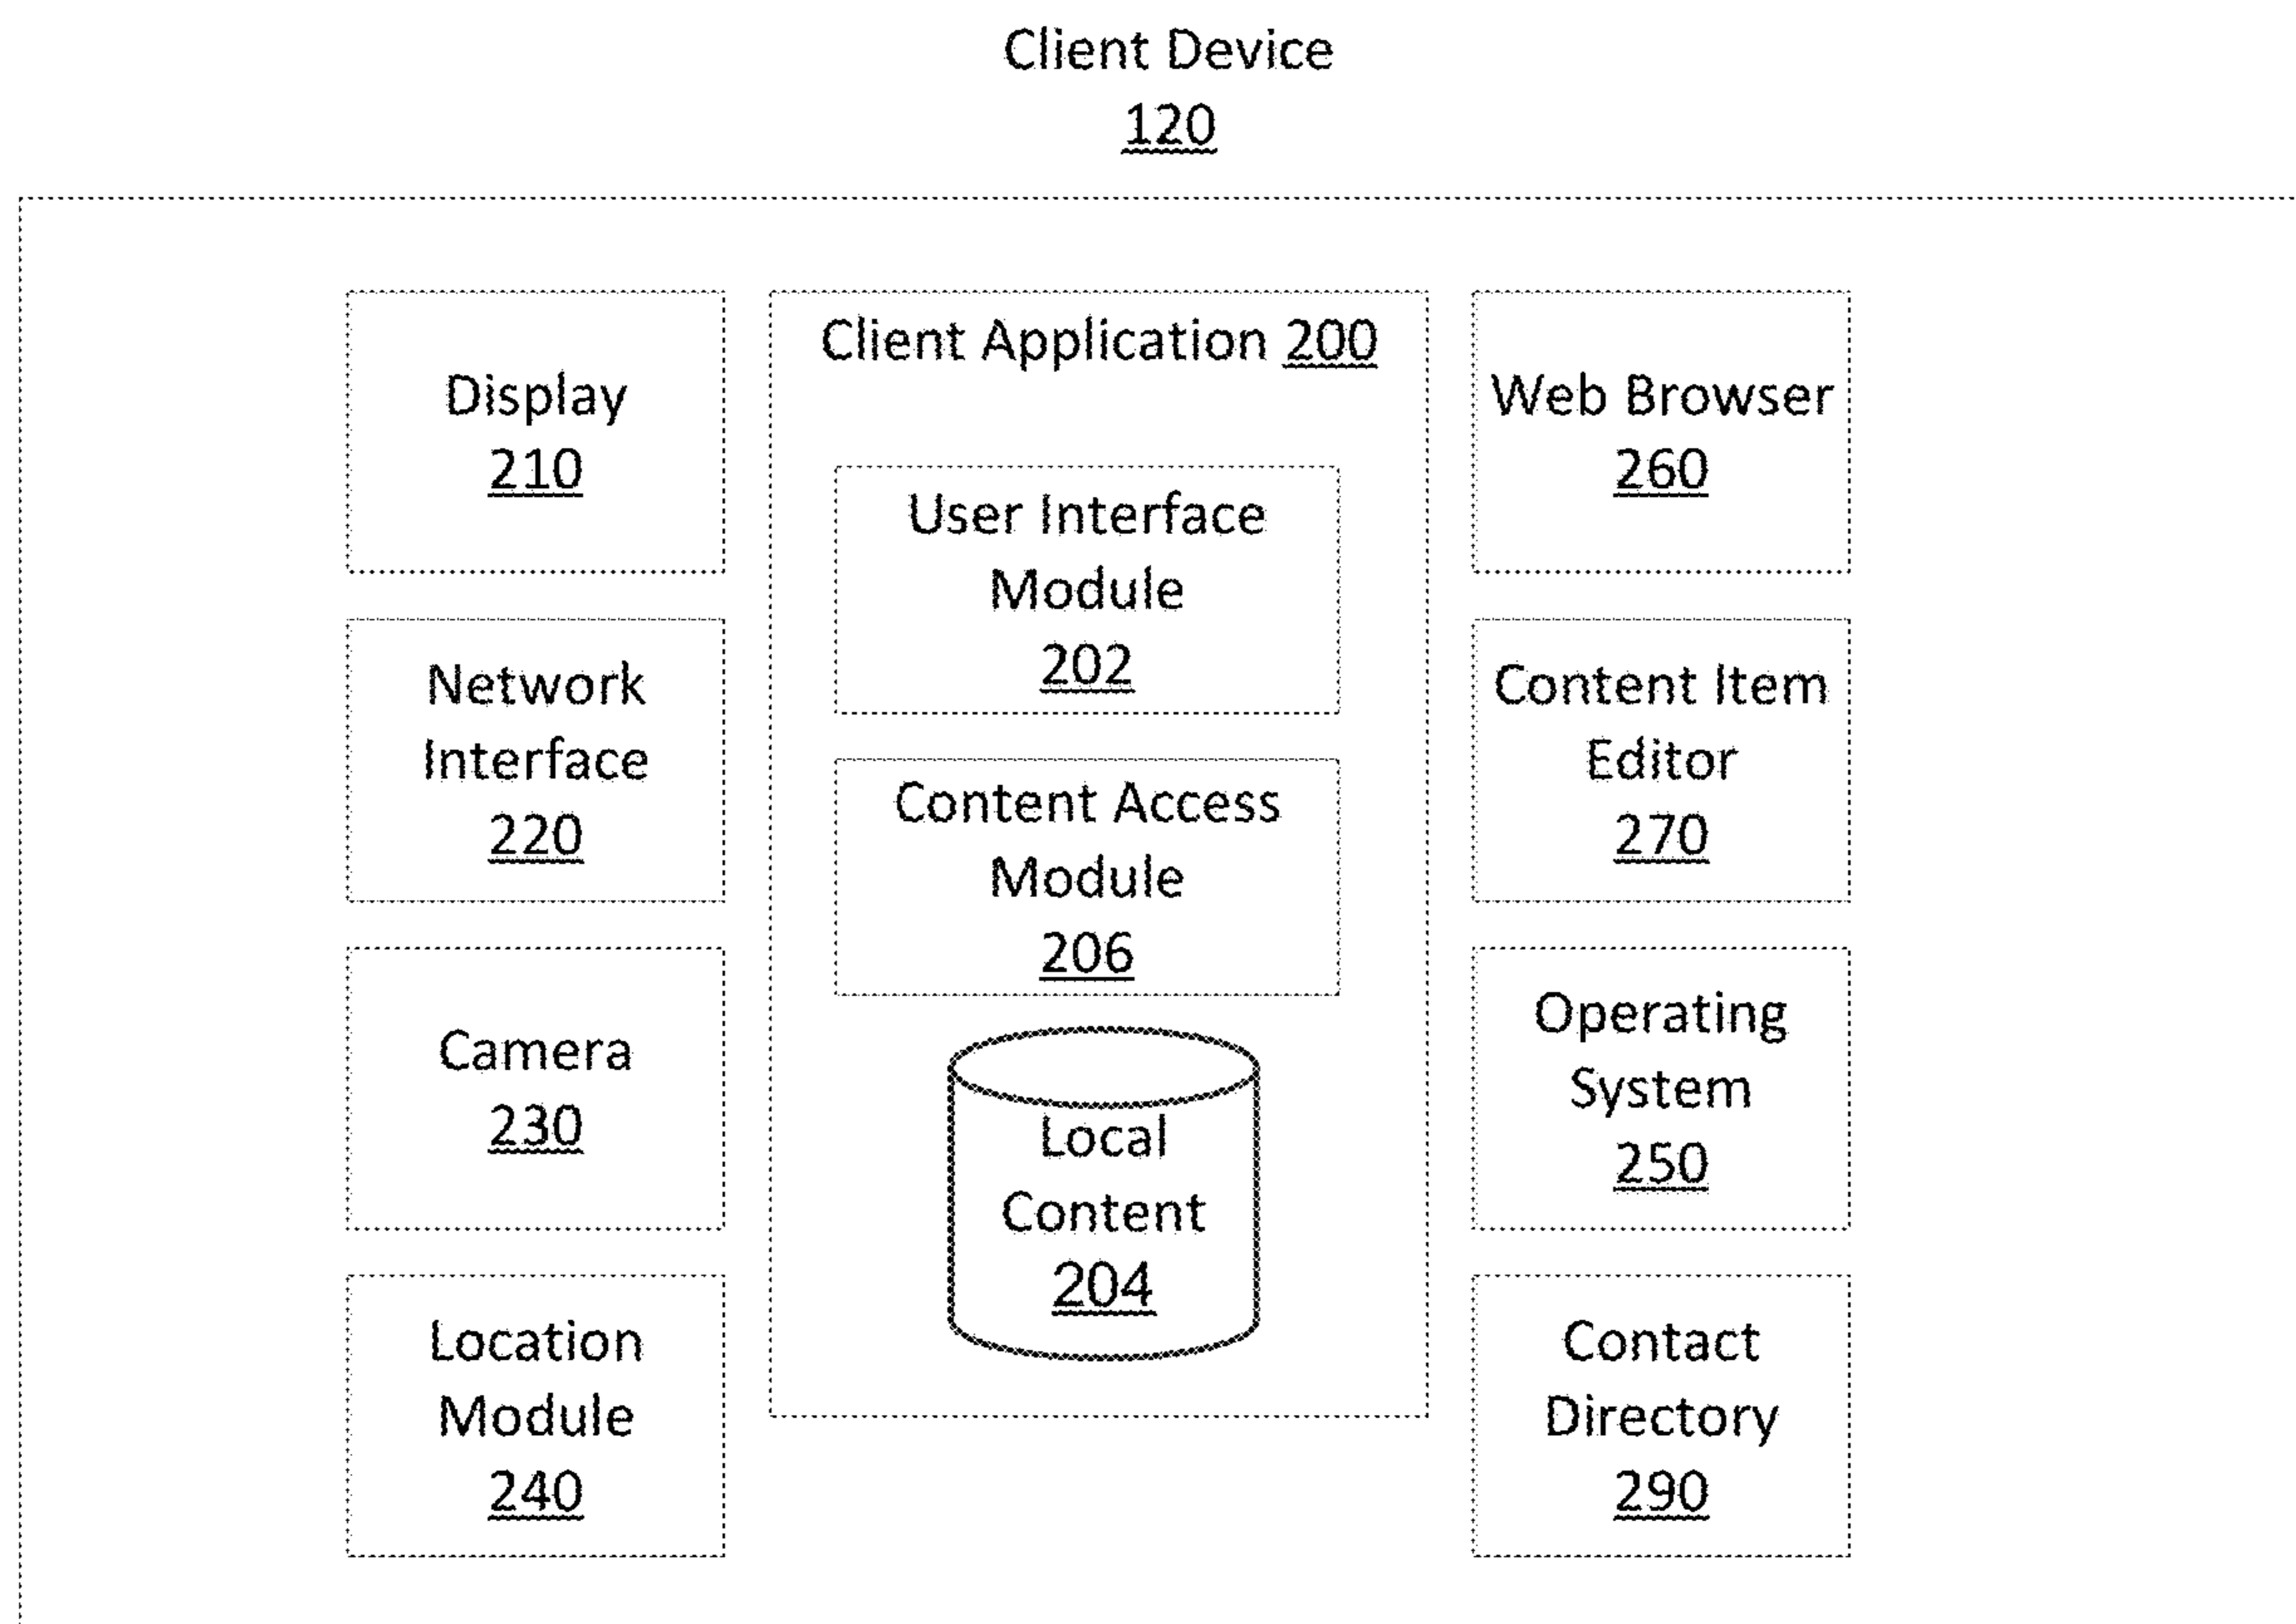 Client Device
120
Display
210
Network
Interface
220
Camera
230
Location
Module
240
Client Application 200
User Interface
Module
202
Content Access
Module
206
Local
Content
204
Web Browser
260
Content Item
Editor
270
Operating
System
250
Contact
Directory
290